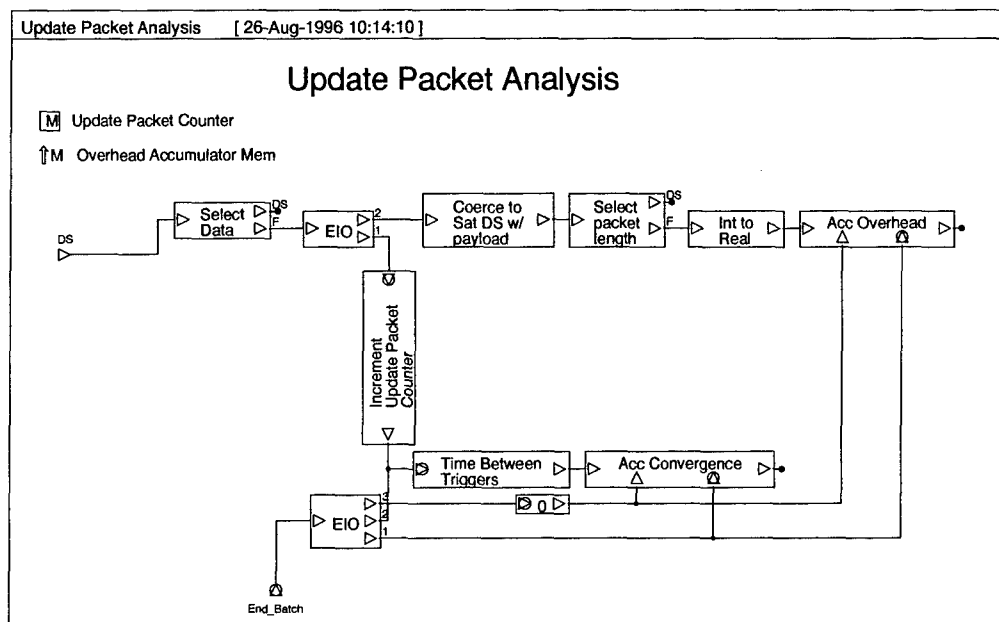 Update Packet Analysis [ 26-Aug-1996 10:14:10 ]
Update Packet Analysis
M Update Packet Counter
⇑M Overhead Accumulator Mem
DS
Select
Data
DS
F
EIO
2
1
Coerce to
Sat DS w/
payload
Select
packet
length
DS
F
Int to
Real
Acc Overhead
Increment
Update Packet
Counter
Time Between
Triggers
Acc Convergence
EIO
3
2
1
0
End_Batch